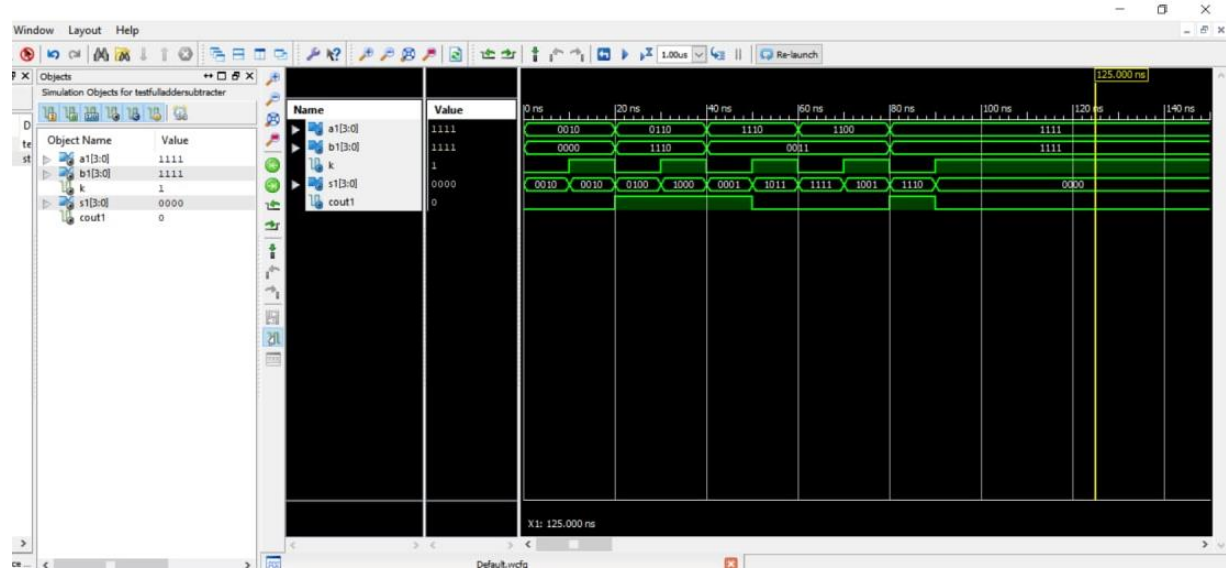 Window Layout Help
1.00us Re-launch
Objects
Simulation Objects for testfulladdersubtracter
Object Name Value
a1[3:0] 1111
b1[3:0] 1111
k 1
s1[3:0] 0000
cout1 0
125.000 ns
Name Value
0 ns 20 ns 40 ns 60 ns 80 ns 100 ns 120 ns 140 ns
a1[3:0] 1111 0010 0110 1110 1100 1111
b1[3:0] 1111 0000 1110 0011 1111
k 1
s1[3:0] 0000 0010 0010 0100 1000 0001 1011 1111 1001 1110 0000
cout1 0
X1: 125.000 ns
Default.wcfg